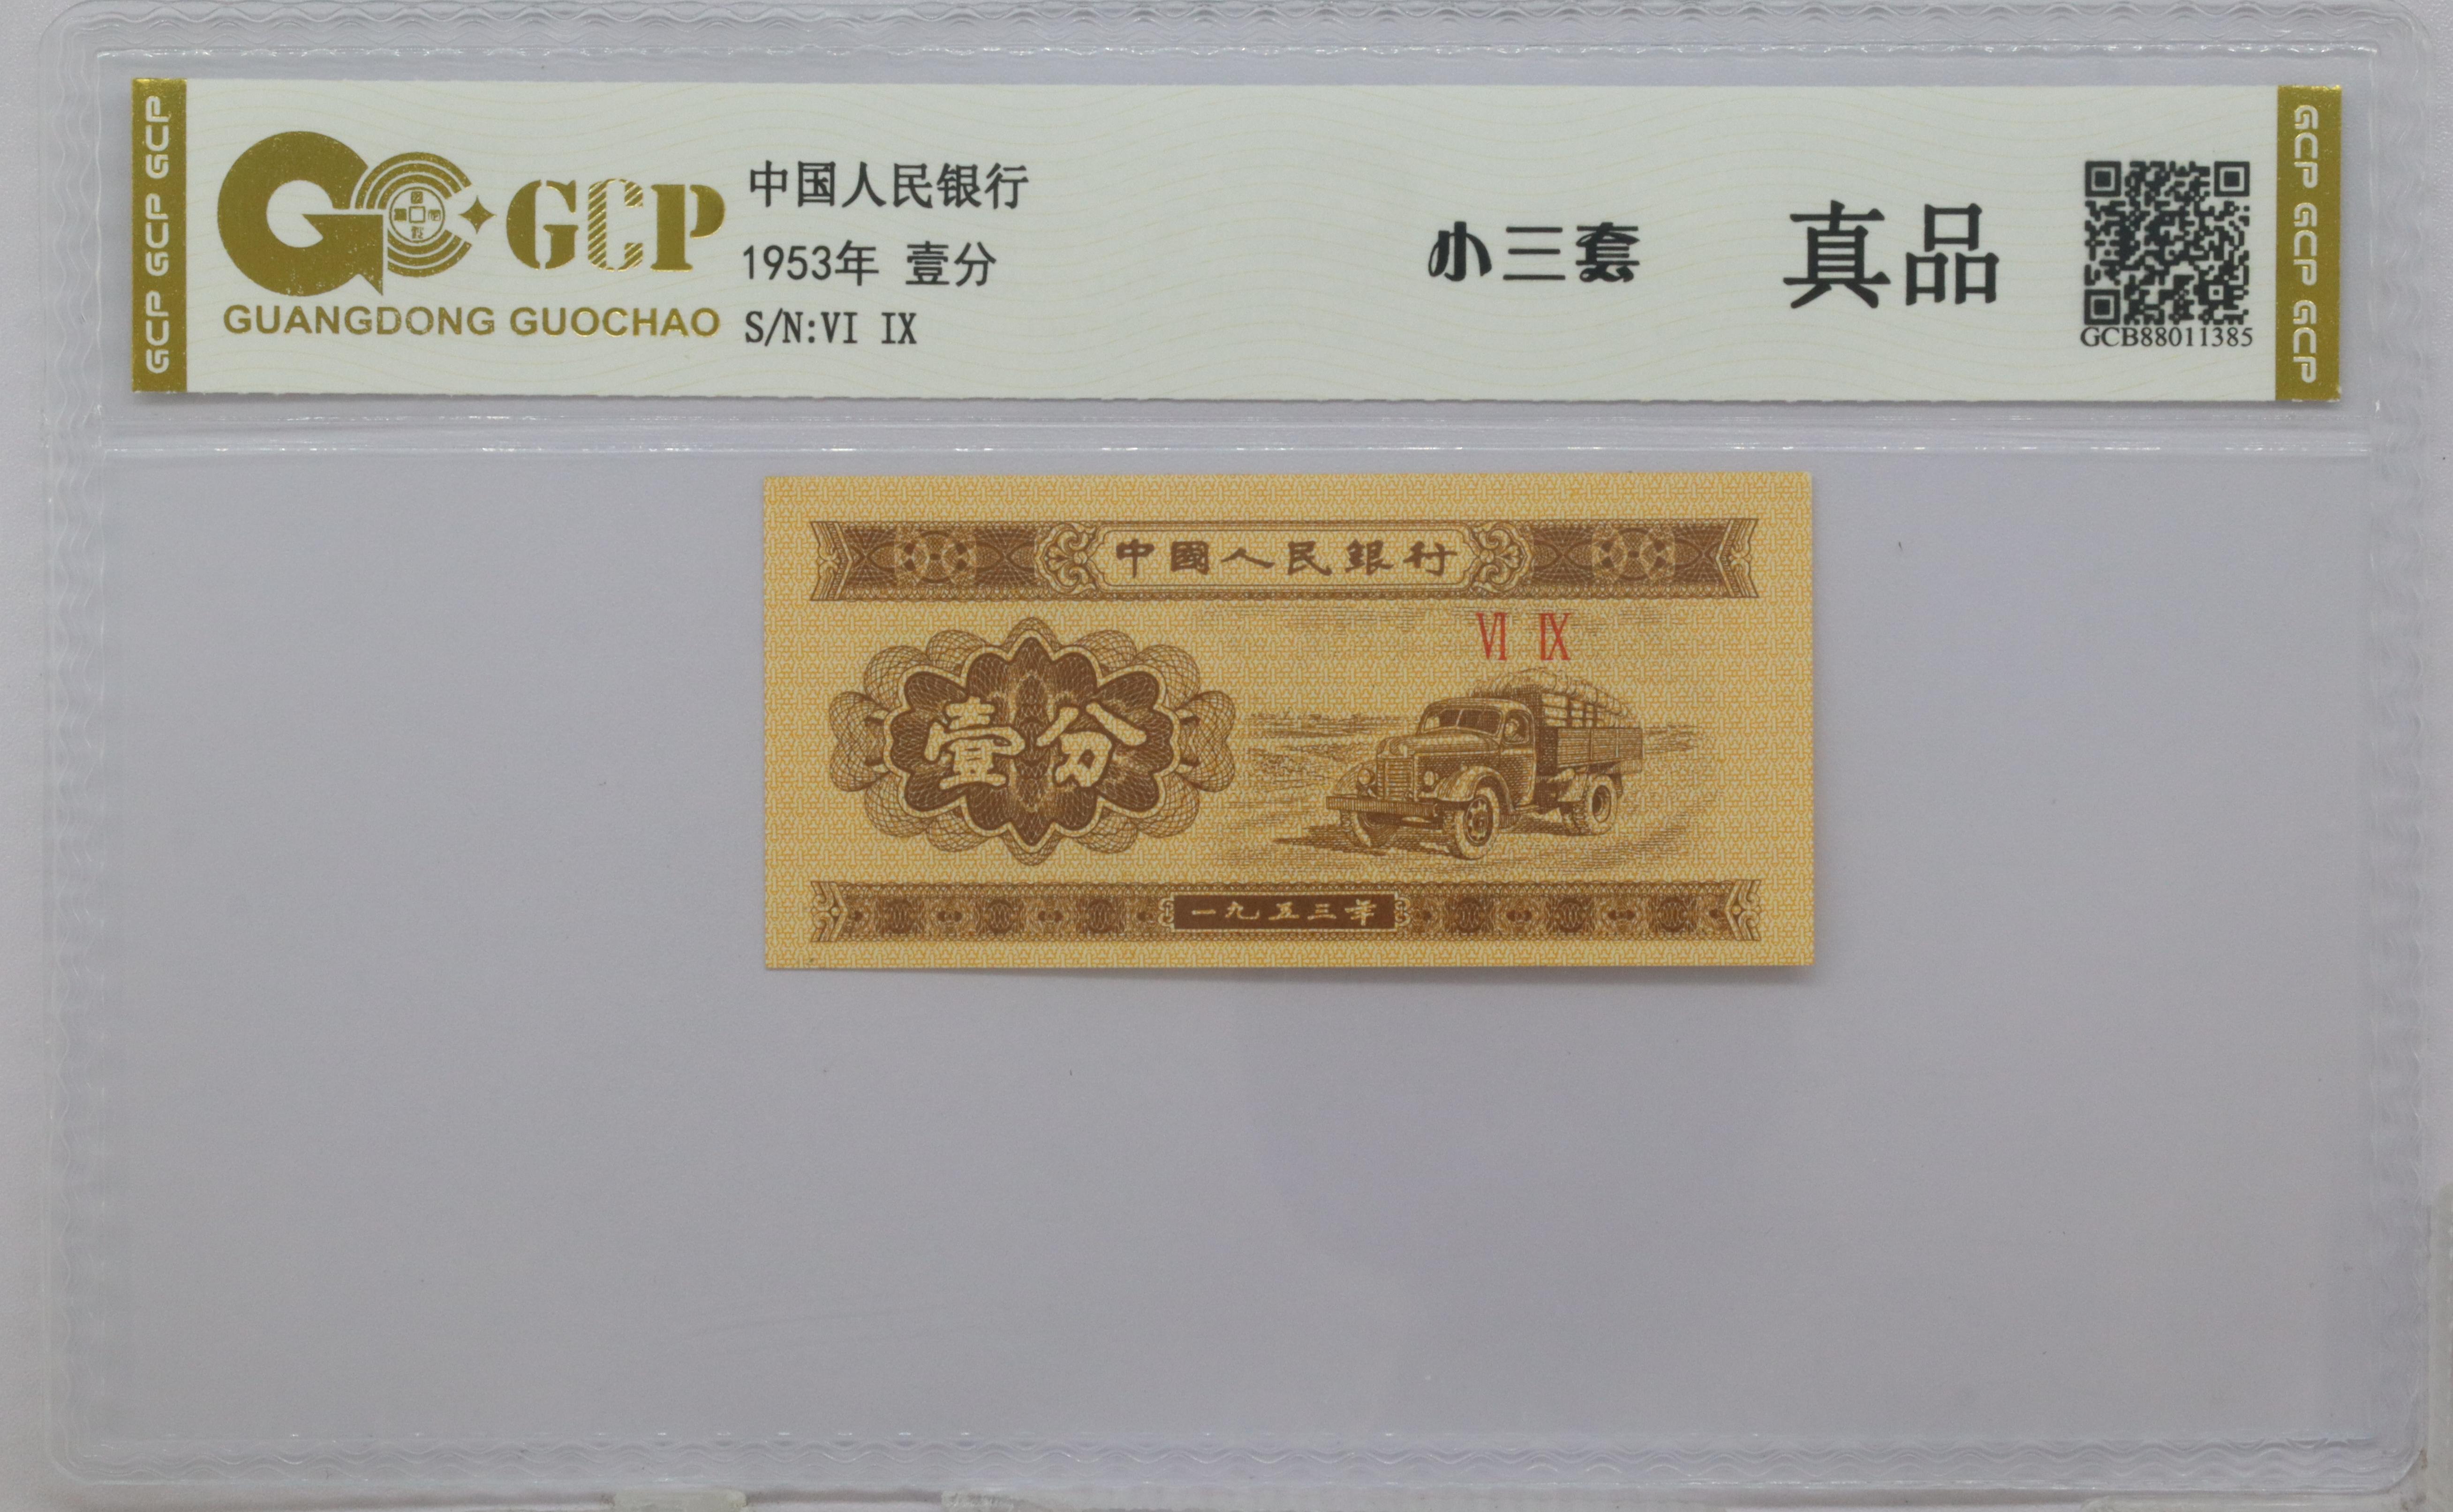 GCP GCP GCP
GCP
GUANGDONG GUOCHAO
中国人民银行
1953年 壹分
S/N:VI IX
小三套
真品
GCB88011385
GCP GCP GCP
中國人民銀行
VI IX
壹分
一九五三年